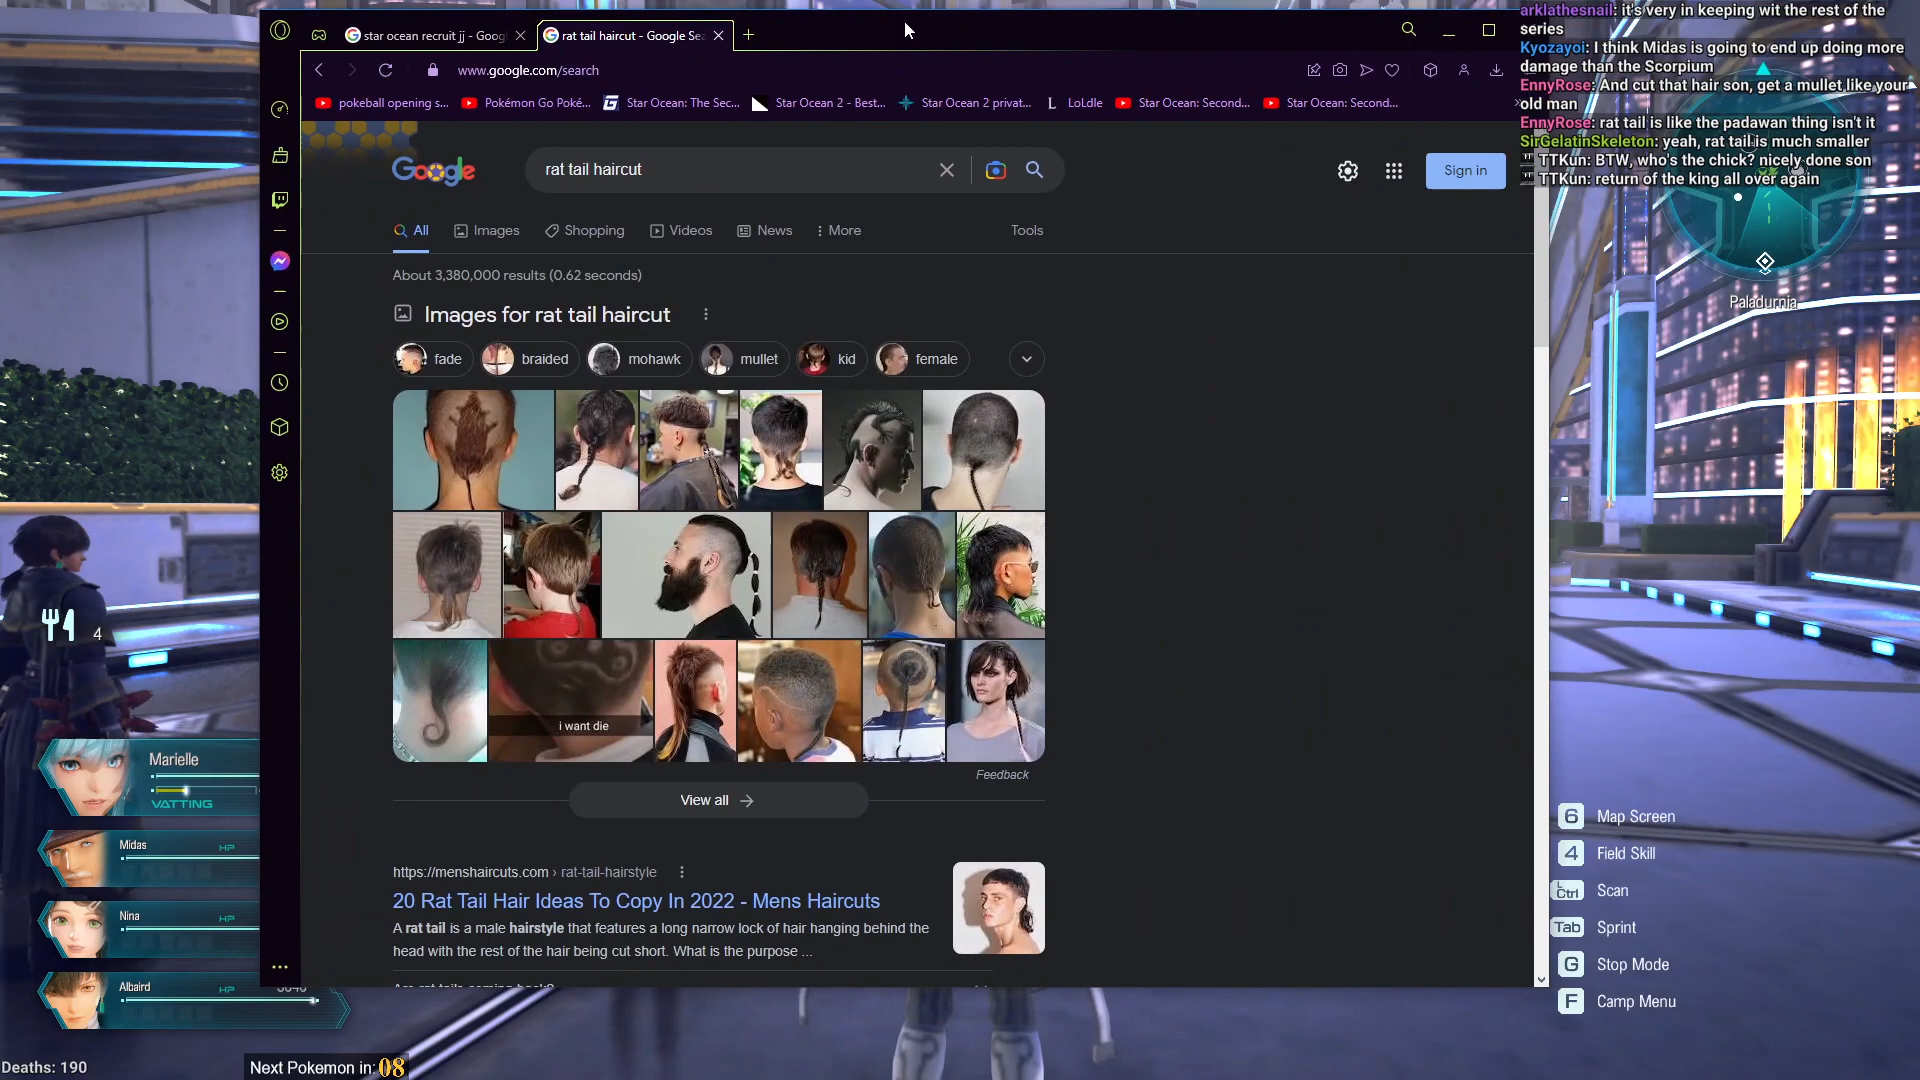 star ocean recruit jj - Goog
rat tail haircut - Google Sea
www.google.com/search
pokeball opening s...
Pokémon Go Poké...
Star Ocean: The Sec...
Star Ocean 2 - Best...
Star Ocean 2 privat...
LoLdle
Star Ocean: Second...
Star Ocean: Second...
Google
rat tail haircut
Sign in
All
Images
Shopping
Videos
News
More
Tools
About 3,380,000 results (0.62 seconds)
Images for rat tail haircut
fade
braided
mohawk
mullet
kid
female
i want die
Feedback
View all
https://menshaircuts.com › rat-tail-hairstyle
20 Rat Tail Hair Ideas To Copy In 2022 - Mens Haircuts
A rat tail is a male hairstyle that features a long narrow lock of hair hanging behind the
head with the rest of the hair being cut short. What is the purpose ...
arklathesnail: it's very in keeping wit the rest of the
series
Kyozayoi: I think Midas is going to end up doing more
damage than the Scorpium
EnnyRose: And cut that hair son, get a mullet like your
old man
EnnyRose: rat tail is like the padawan thing isn't it
SirGelatinSkeleton: yeah, rat tail is much smaller
TTKun: BTW, who's the chick? nicely done son
TTKun: return of the king all over again
Paladurnia
4
Marielle
VATTING
Midas
HP
Nina
HP
Albaird
HP
6 Map Screen
4 Field Skill
L Ctrl Scan
Tab Sprint
G Stop Mode
F Camp Menu
Deaths: 190
Next Pokemon in: 08